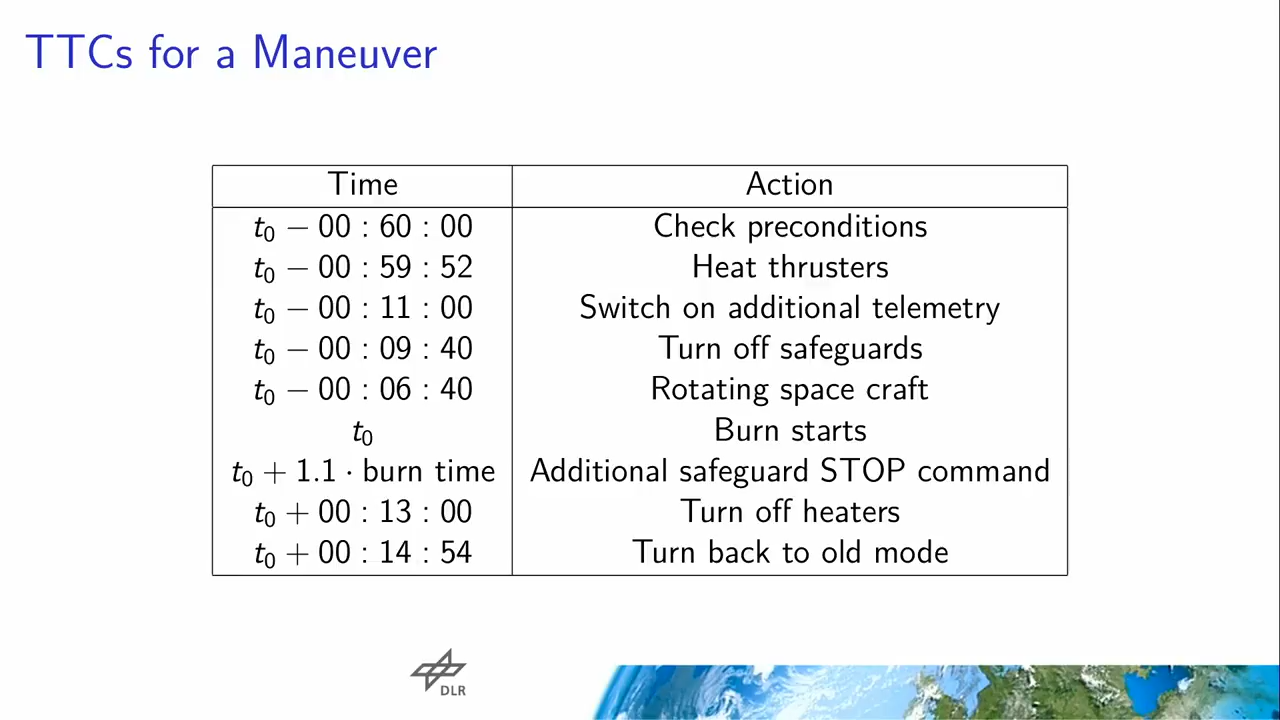 TTCs for a Maneuver
Time Action
t₀ − 00 : 60 : 00 Check preconditions
t₀ − 00 : 59 : 52 Heat thrusters
t₀ − 00 : 11 : 00 Switch on additional telemetry
t₀ − 00 : 09 : 40 Turn off safeguards
t₀ − 00 : 06 : 40 Rotating space craft
t₀ Burn starts
t₀ + 1.1 · burn time Additional safeguard STOP command
t₀ + 00 : 13 : 00 Turn off heaters
t₀ + 00 : 14 : 54 Turn back to old mode
DLR